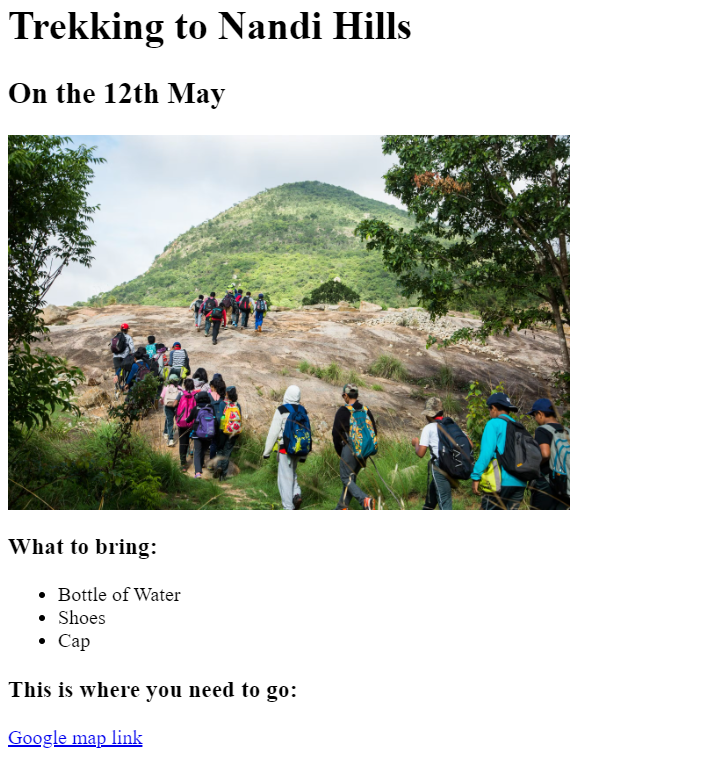 Trekking to Nandi Hills
On the 12th May
What to bring:
Bottle of Water
Shoes
Cap
This is where you need to go:
Google map link